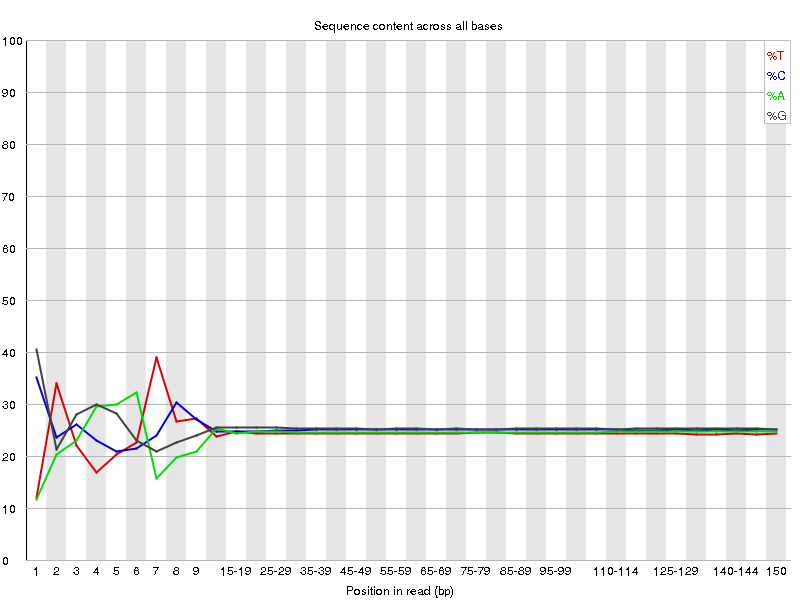 Sequence content across all bases
100
90
80
70
60
50
40
30
20
10
0
%T
%C
%A
%G
1 2 3 4 5 6 7 8 9 15-19 25-29 35-39 45-49 55-59 65-69 75-79 85-89 95-99 110-114 125-129 140-144 150
Position in read (bp)